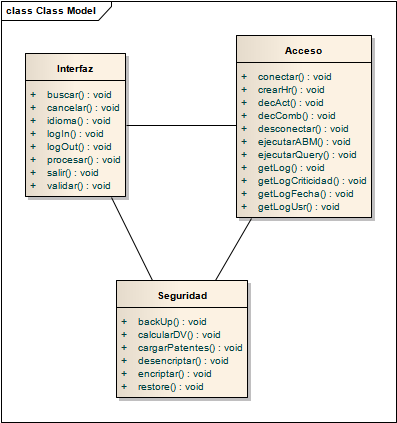 class Class Model
Interfaz
+ buscar() : void
+ cancelar() : void
+ idioma() : void
+ logIn() : void
+ logOut() : void
+ procesar() : void
+ salir() : void
+ validar() : void
Acceso
+ conectar() : void
+ crearHr() : void
+ decAct() : void
+ decComb() : void
+ desconectar() : void
+ ejecutarABM() : void
+ ejecutarQuery() : void
+ getLog() : void
+ getLogCriticidad() : void
+ getLogFecha() : void
+ getLogUsr() : void
Seguridad
+ backUp() : void
+ calcularDV() : void
+ cargarPatentes() : void
+ desencriptar() : void
+ encriptar() : void
+ restore() : void